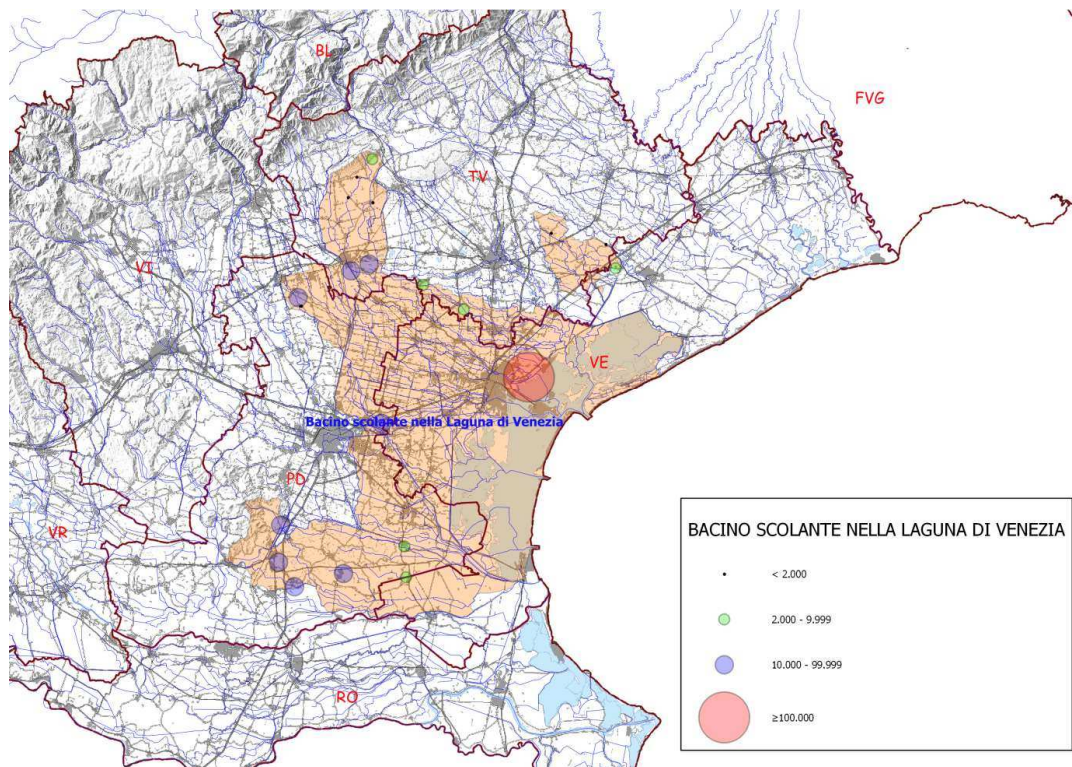 BL
FVG
TV
VI
VE
Bacino scolante nella Laguna di Venezia
PD
VR
RO
BACINO SCOLANTE NELLA LAGUNA DI VENEZIA
< 2.000
2.000 - 9.999
10.000 - 99.999
≥100.000